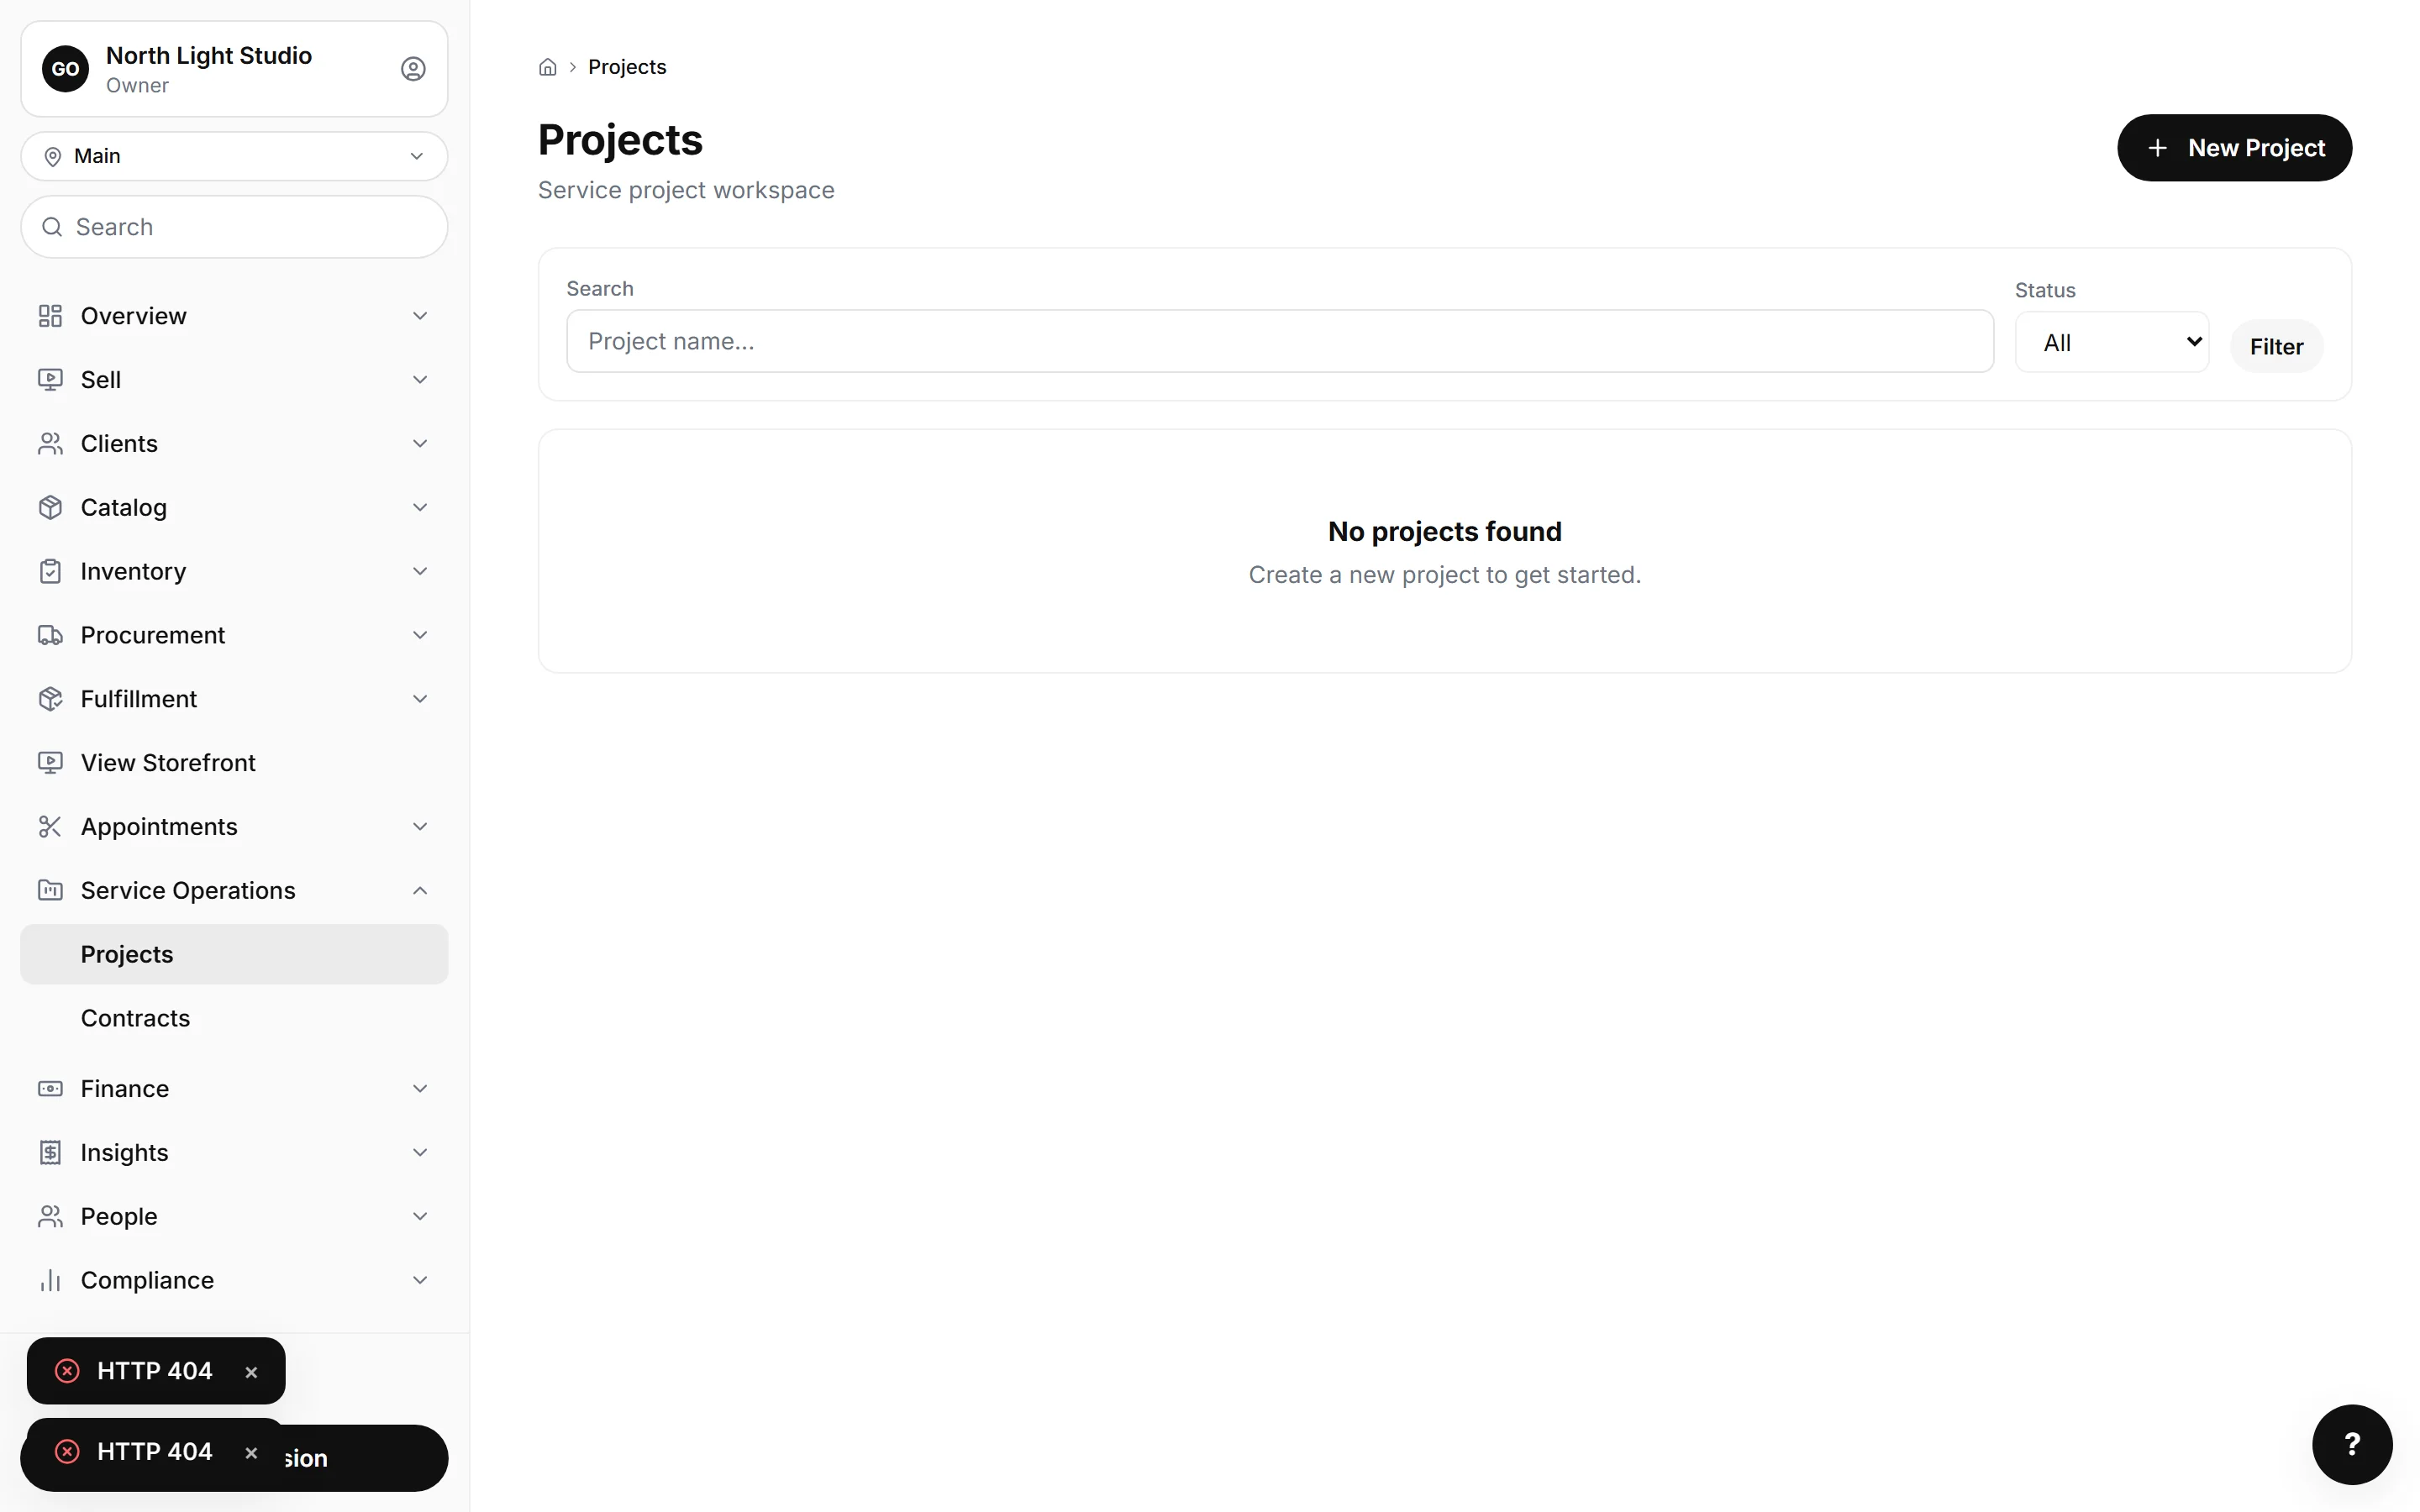 GO
North Light Studio
Owner
Main
Search
Overview
Sell
Clients
Catalog
Inventory
Procurement
Fulfillment
View Storefront
Appointments
Service Operations
Projects
Contracts
Finance
Insights
People
Compliance
HTTP 404 ×
HTTP 404 ×
Projects
Projects
Service project workspace
+ New Project
Search
Project name...
Status
All
Filter
No projects found
Create a new project to get started.
?